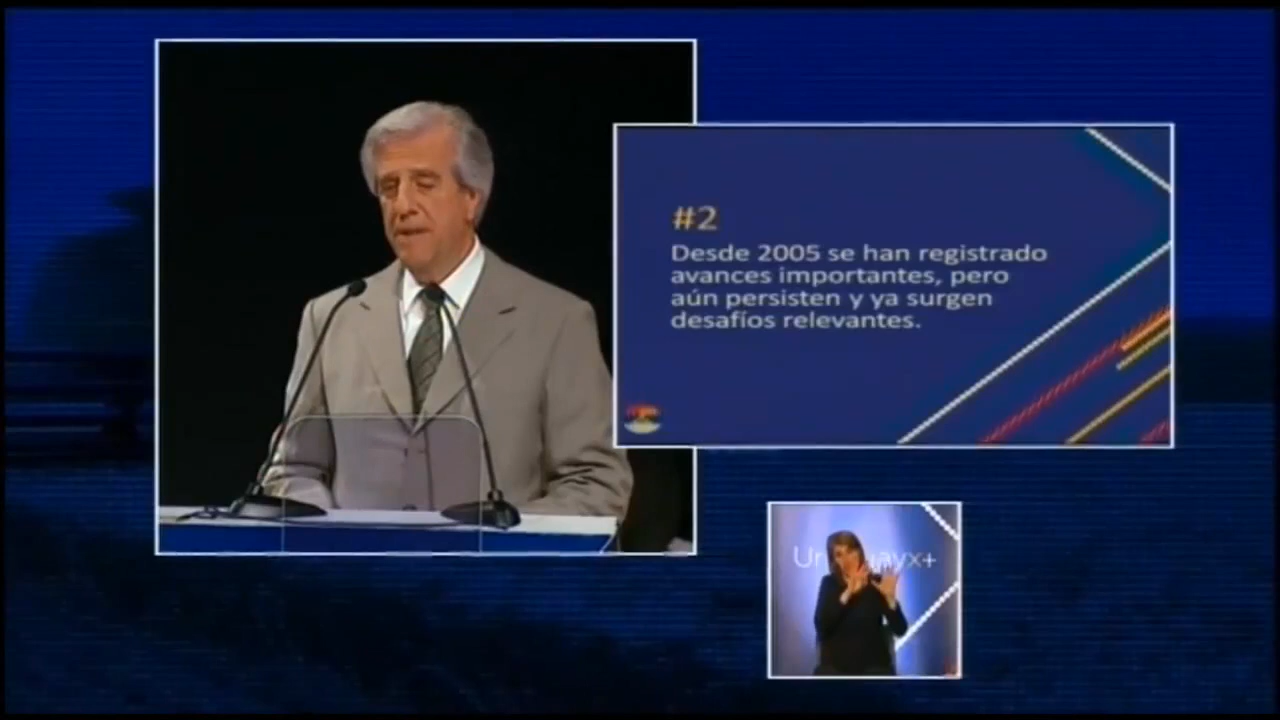 #2
Desde 2005 se han registrado
avances importantes, pero
aún persisten y ya surgen
desafíos relevantes.